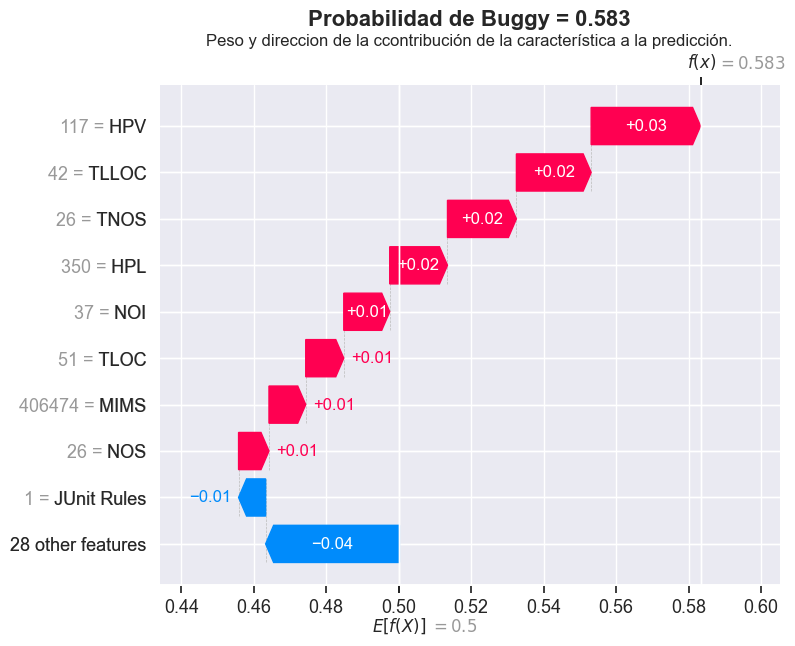 Probabilidad de Buggy = 0.583
Peso y direccion de la ccontribución de la característica a la predicción.
f(x) = 0.583
117 = HPV
+0.03
42 = TLLOC
+0.02
26 = TNOS
+0.02
350 = HPL
+0.02
37 = NOI
+0.01
51 = TLOC
+0.01
406474 = MIMS
+0.01
26 = NOS
+0.01
1 = JUnit Rules
−0.01
28 other features
−0.04
0.44 0.46 0.48 0.50 0.52 0.54 0.56 0.58 0.60
E[f(X)] = 0.5